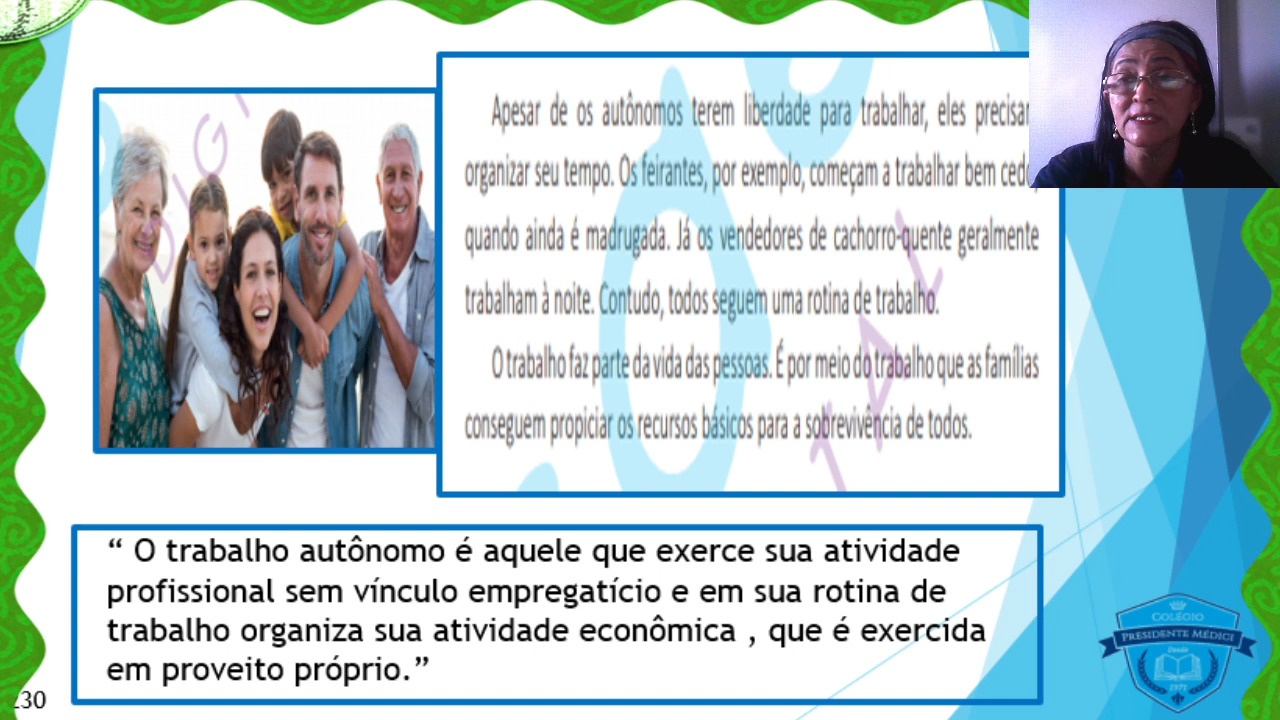 Apesar de os autônomos terem liberdade para trabalhar, eles
organizar seu tempo. Os feirantes, por exemplo, começam a trabalhar bem
quando ainda é madrugada. Já os vendedores de cachorro-quente geralmente
trabalham à noite. Contudo, todos seguem uma rotina de trabalho.
O trabalho faz parte da vida das pessoas. É por meio do trabalho que as famílias
conseguem propiciar os recursos básicos para a sobrevivência de todos.
“ O trabalho autônomo é aquele que exerce sua atividade
profissional sem vínculo empregatício e em sua rotina de
trabalho organiza sua atividade econômica , que é exercida
em proveito próprio.”
COLÉGIO
PRESIDENTE MÉDICI
Desde
1971